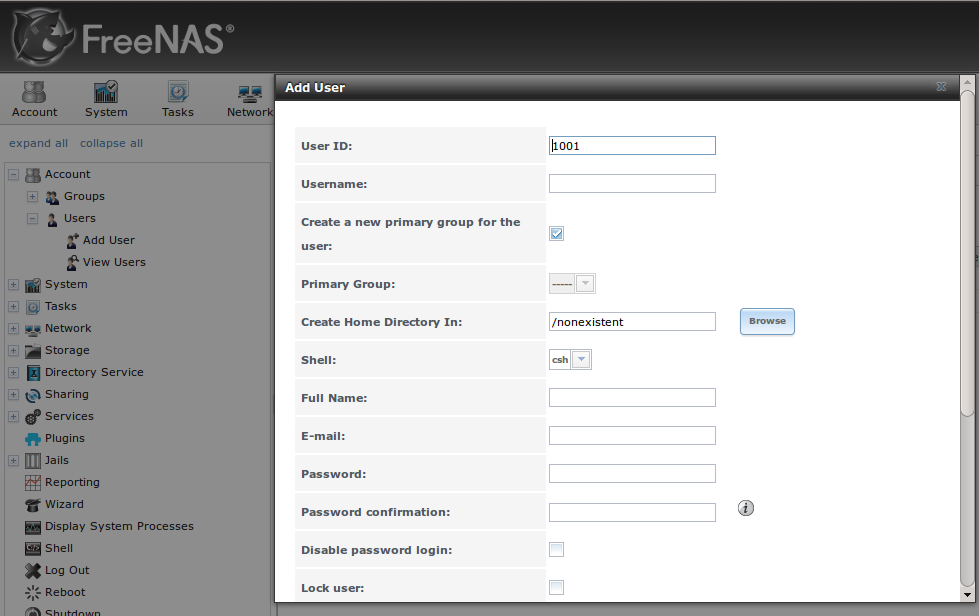 FreeNAS®
Account
System
Tasks
Network
expand all
collapse all
Account
Groups
Users
Add User
View Users
System
Tasks
Network
Storage
Directory Service
Sharing
Services
Plugins
Jails
Reporting
Wizard
Display System Processes
Shell
Log Out
Reboot
Shutdown
Add User
User ID: 1001
Username:
Create a new primary group for the
user:
Primary Group: -----
Create Home Directory In: /nonexistent Browse
Shell: csh
Full Name:
E-mail:
Password:
Password confirmation: i
Disable password login:
Lock user: